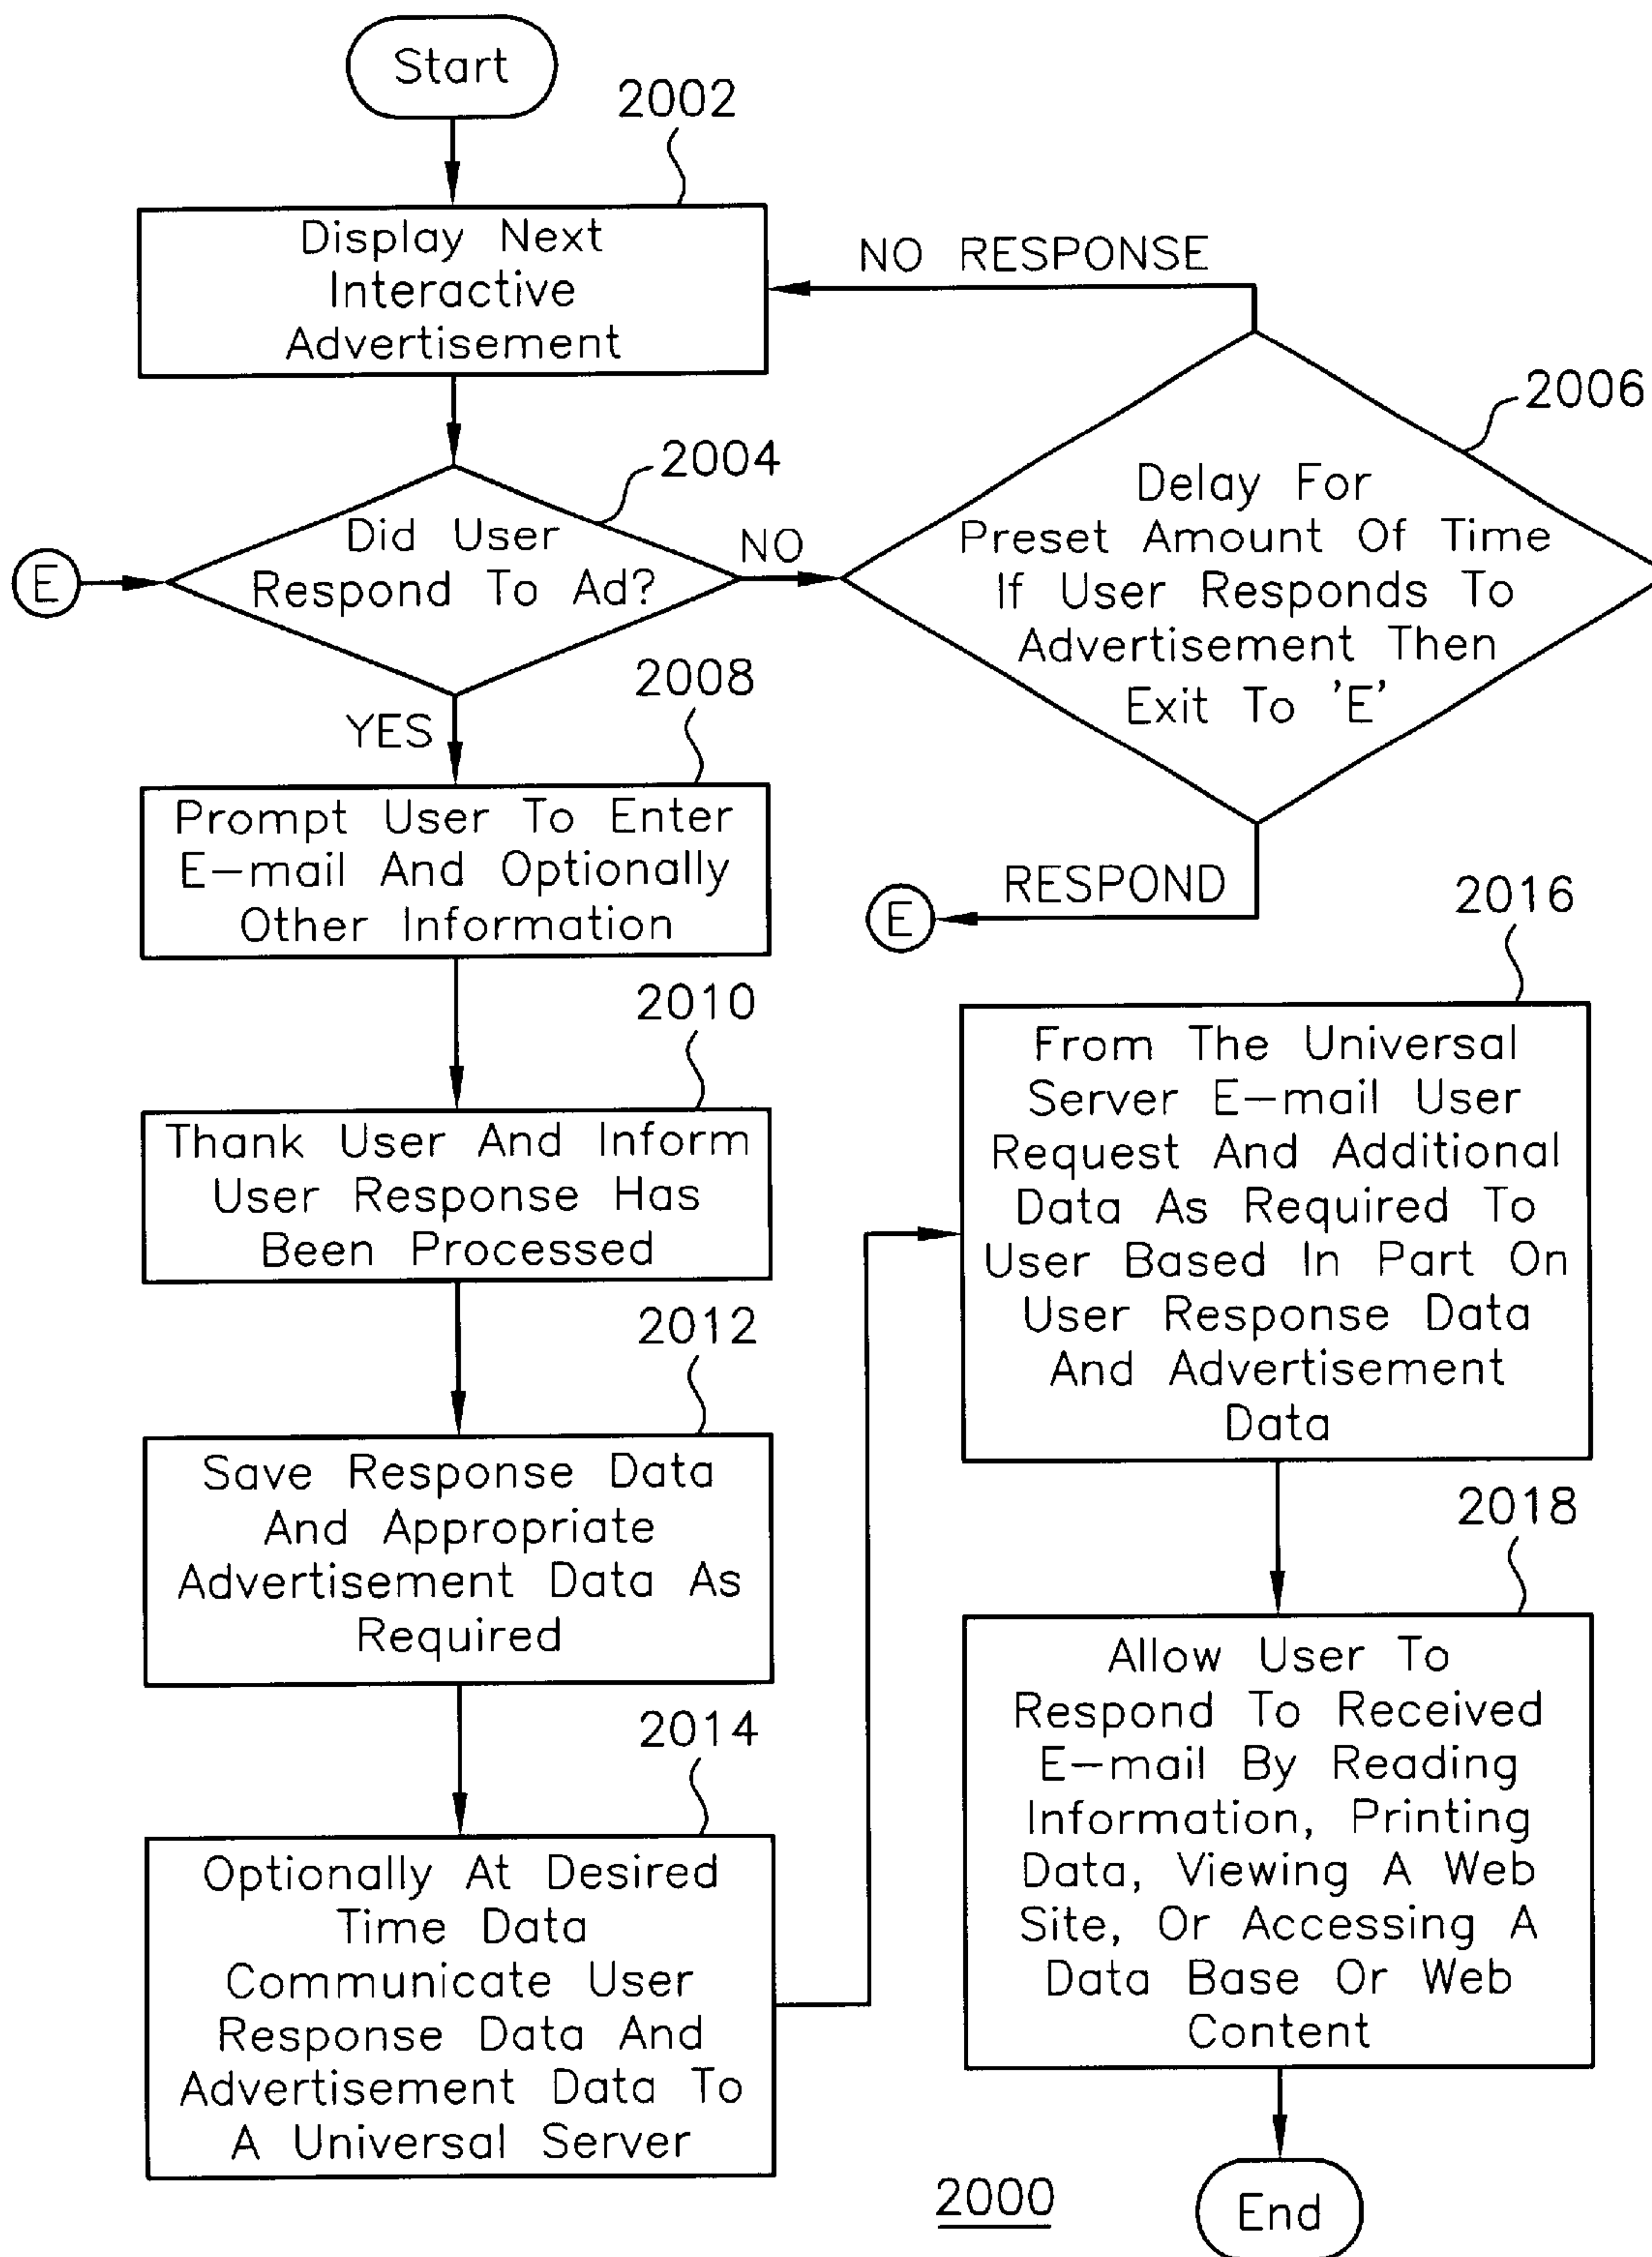 Start
2002
Display Next
Interactive
Advertisement
NO RESPONSE
2006
2004
Did User
Respond To Ad?
E
NO
Delay For
Preset Amount Of Time
If User Responds To
Advertisement Then
Exit To 'E'
YES
2008
Prompt User To Enter
E-mail And Optionally
Other Information
RESPOND
E
2010
Thank User And Inform
User Response Has
Been Processed
2012
Save Response Data
And Appropriate
Advertisement Data As
Required
2014
Optionally At Desired
Time Data
Communicate User
Response Data And
Advertisement Data To
A Universal Server
2016
From The Universal
Server E-mail User
Request And Additional
Data As Required To
User Based In Part On
User Response Data
And Advertisement
Data
2018
Allow User To
Respond To Received
E-mail By Reading
Information, Printing
Data, Viewing A Web
Site, Or Accessing A
Data Base Or Web
Content
2000
End